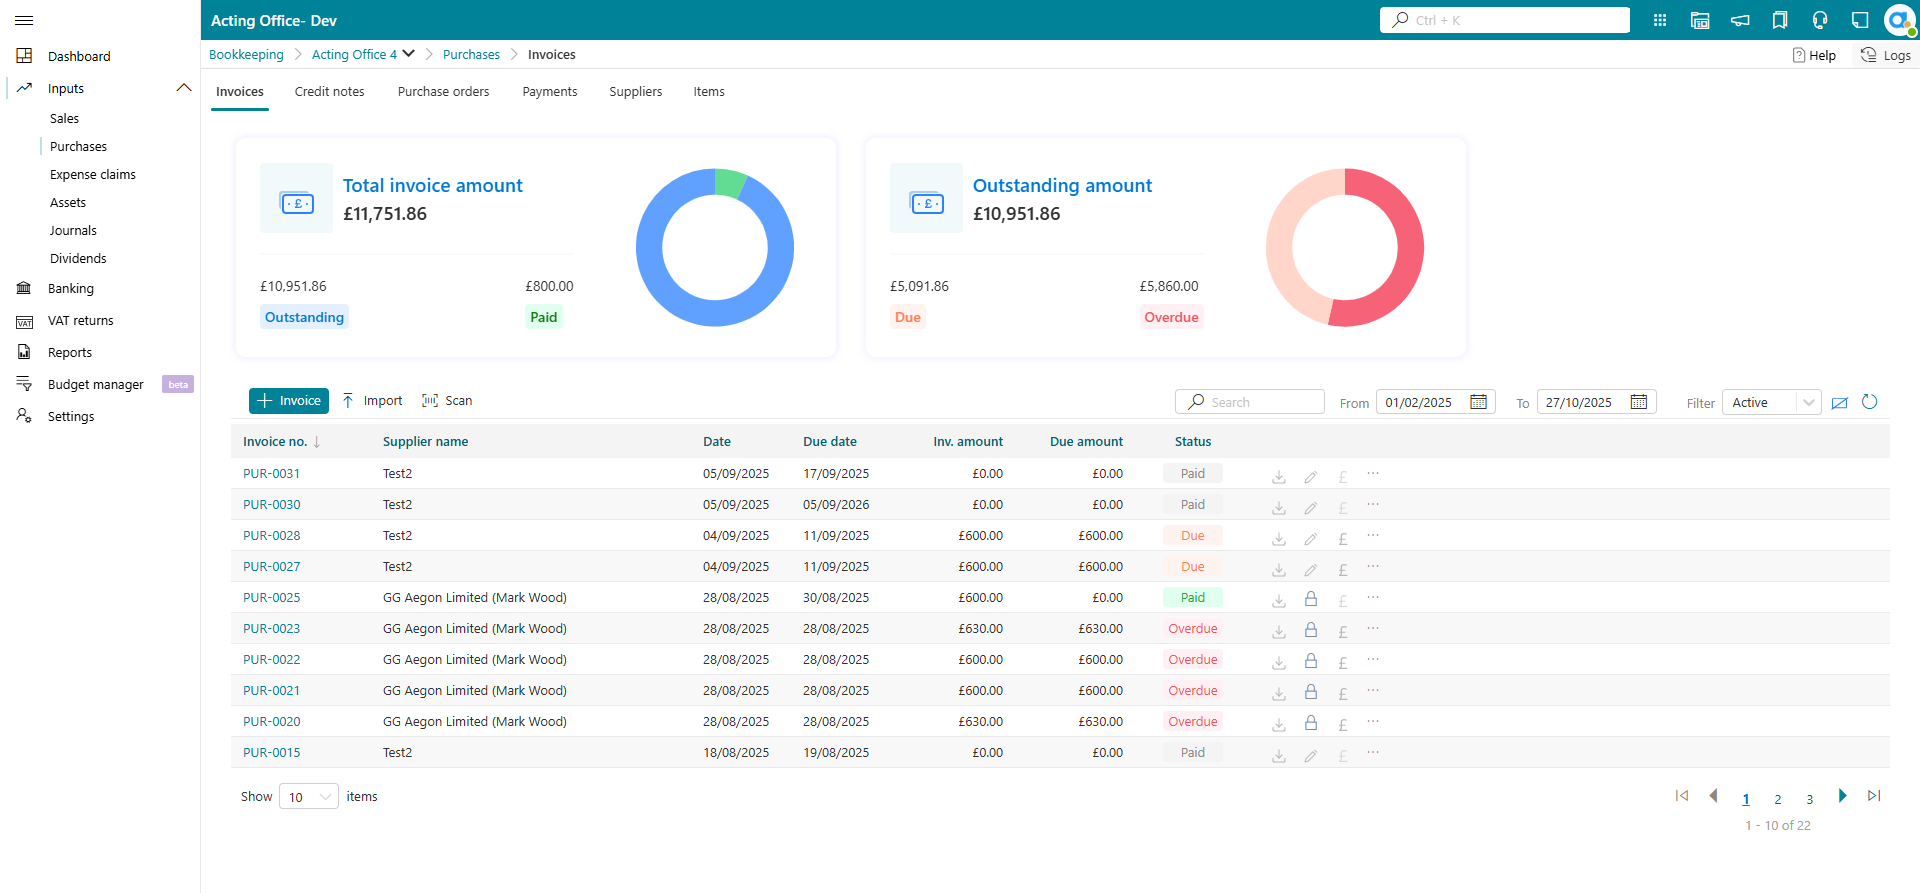 Acting Office- Dev
Ctrl + K
Bookkeeping Acting Office 4 Purchases Invoices
Help Logs
Dashboard
Inputs
Sales
Purchases
Expense claims
Assets
Journals
Dividends
Banking
VAT VAT returns
Reports
Budget manager beta
Settings
Invoices Credit notes Purchase orders Payments Suppliers Items
£ Total invoice amount
£11,751.86
£10,951.86 £800.00
Outstanding Paid
£ Outstanding amount
£10,951.86
£5,091.86 £5,860.00
Due Overdue
Invoice Import Scan Search From 01/02/2025 To 27/10/2025 Filter Active
Invoice no. ↓ Supplier name Date Due date Inv. amount Due amount Status
PUR-0031 Test2 05/09/2025 17/09/2025 £0.00 £0.00 Paid £ ...
PUR-0030 Test2 05/09/2025 05/09/2026 £0.00 £0.00 Paid £ ...
PUR-0028 Test2 04/09/2025 11/09/2025 £600.00 £600.00 Due £ ...
PUR-0027 Test2 04/09/2025 11/09/2025 £600.00 £600.00 Due £ ...
PUR-0025 GG Aegon Limited (Mark Wood) 28/08/2025 30/08/2025 £600.00 £0.00 Paid £ ...
PUR-0023 GG Aegon Limited (Mark Wood) 28/08/2025 28/08/2025 £630.00 £630.00 Overdue £ ...
PUR-0022 GG Aegon Limited (Mark Wood) 28/08/2025 28/08/2025 £600.00 £600.00 Overdue £ ...
PUR-0021 GG Aegon Limited (Mark Wood) 28/08/2025 28/08/2025 £600.00 £600.00 Overdue £ ...
PUR-0020 GG Aegon Limited (Mark Wood) 28/08/2025 28/08/2025 £630.00 £630.00 Overdue £ ...
PUR-0015 Test2 18/08/2025 19/08/2025 £0.00 £0.00 Paid £ ...
Show 10 items
1 2 3
1 - 10 of 22